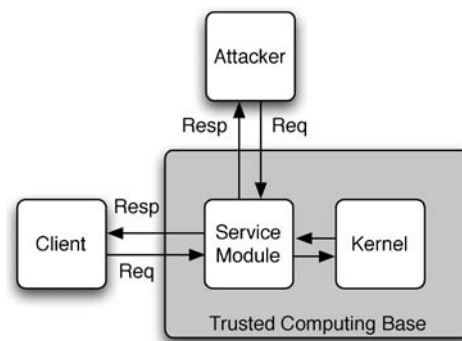 Attacker
Resp
Req
Resp
Client
Req
Service
Module
Kernel
Trusted Computing Base